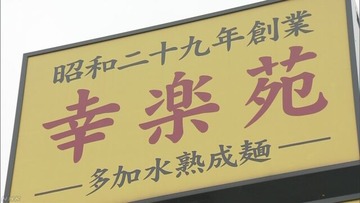 昭和二十九年創業
幸楽苑
多加水熟成麺